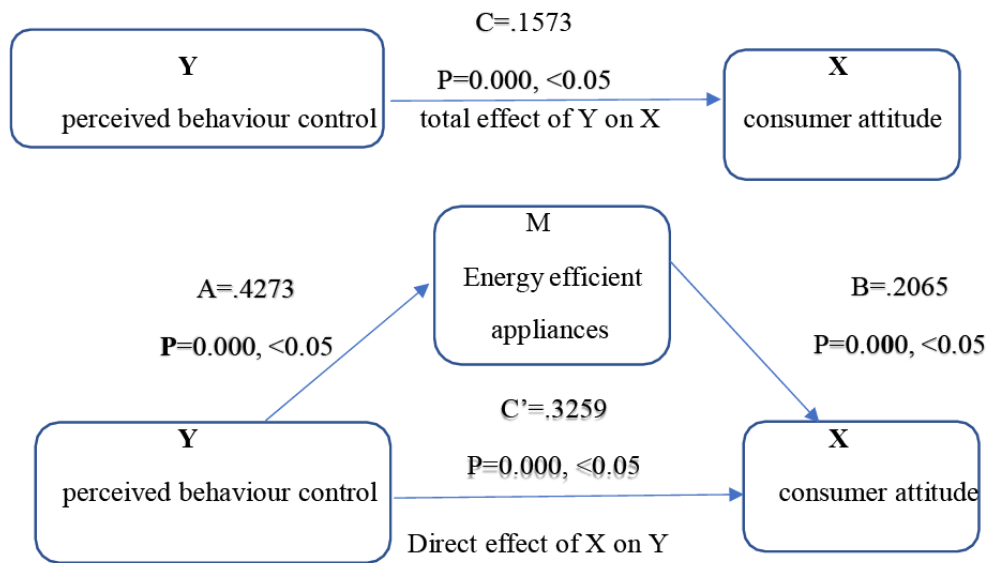 C=.1573
Y
P=0.000, <0.05
X
perceived behaviour control
total effect of Y on X
consumer attitude
M
Energy efficient
appliances
A=.4273
P=0.000, <0.05
B=.2065
P=0.000, <0.05
C’=.3259
P=0.000, <0.05
Y
perceived behaviour control
X
consumer attitude
Direct effect of X on Y